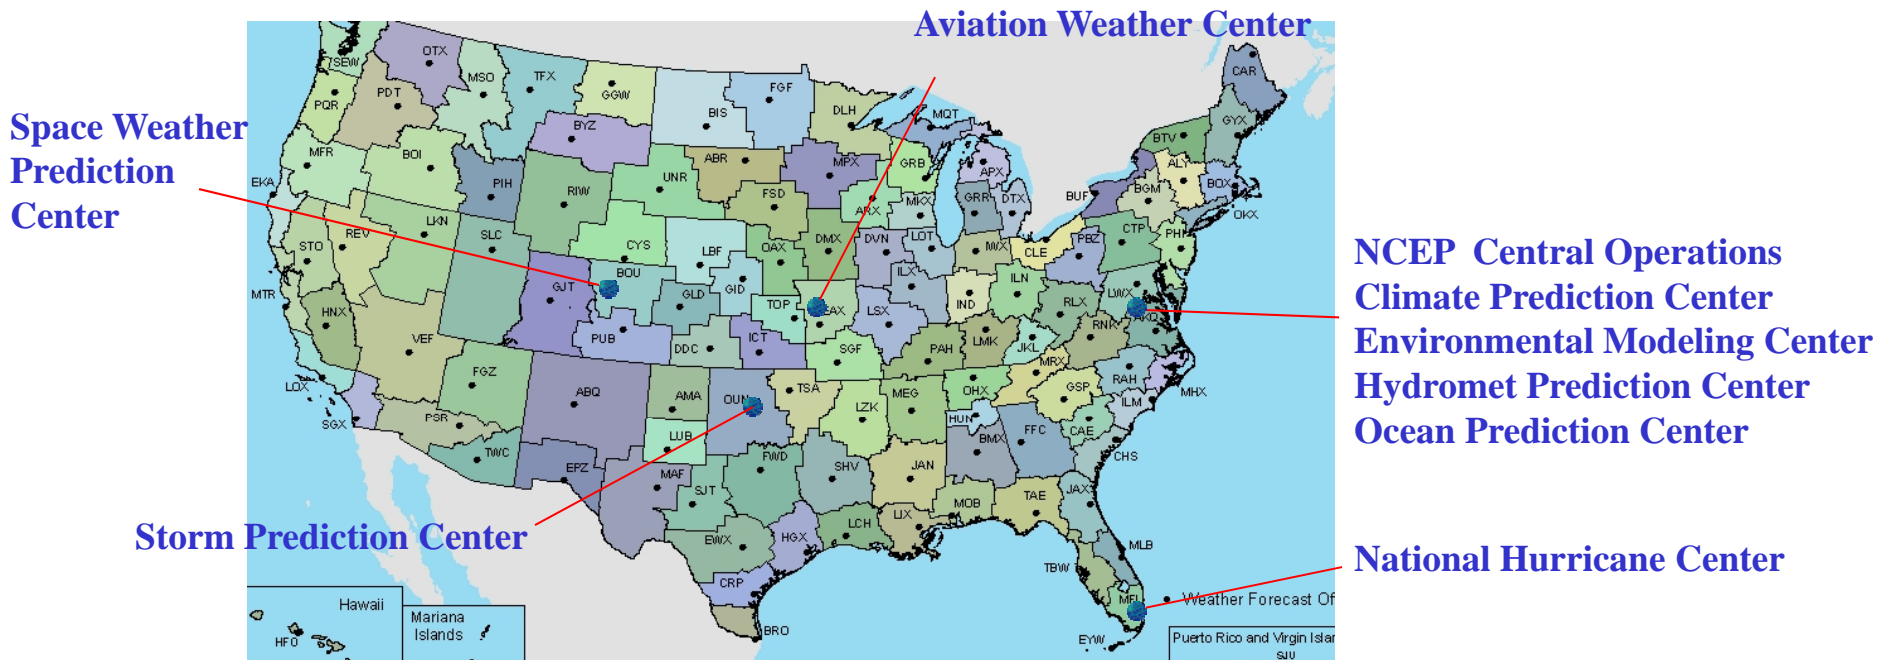 Aviation Weather Center
Space Weather
Prediction
Center
NCEP Central Operations
Climate Prediction Center
Environmental Modeling Center
Hydromet Prediction Center
Ocean Prediction Center
Storm Prediction Center
National Hurricane Center
SEW
OTX
MSO
TFX
GGW
BIS
FGF
DLH
MQT
CAR
PQR
PDT
BYZ
GYX
BTV
MFR
BOI
ABR
MPX
GRB
APX
ALY
EKA
PIH
RIW
UNR
FSD
ARX
MKX
GRR
DTX
BUF
BGM
BOX
OKX
STO
REV
LKN
SLC
CYS
LBF
OAX
DMX
DVN
LOT
IWX
CLE
PBZ
CTP
PHI
MTR
HNX
GJT
BOU
GLD
GID
TOP
EAX
ILX
LSX
IND
ILN
RLX
LWX
AKQ
VEF
PUB
DDC
ICT
SGF
PAH
LMK
JKL
RNK
LOX
FGZ
ABQ
AMA
OUN
TSA
LZK
MEG
OHX
MRX
GSP
RAH
MHX
ILM
SGX
PSR
LUB
HUN
BMX
FFC
CAE
CHS
TWC
EPZ
MAF
FWD
SHV
JAN
SJT
MOB
TAE
JAX
EWX
HGX
LCH
LIX
MLB
TBW
CRP
MFL
Weather Forecast Of
BRO
EYW
Hawaii
HFO
Mariana
Islands
Puerto Rico and Virgin Islan
SJU